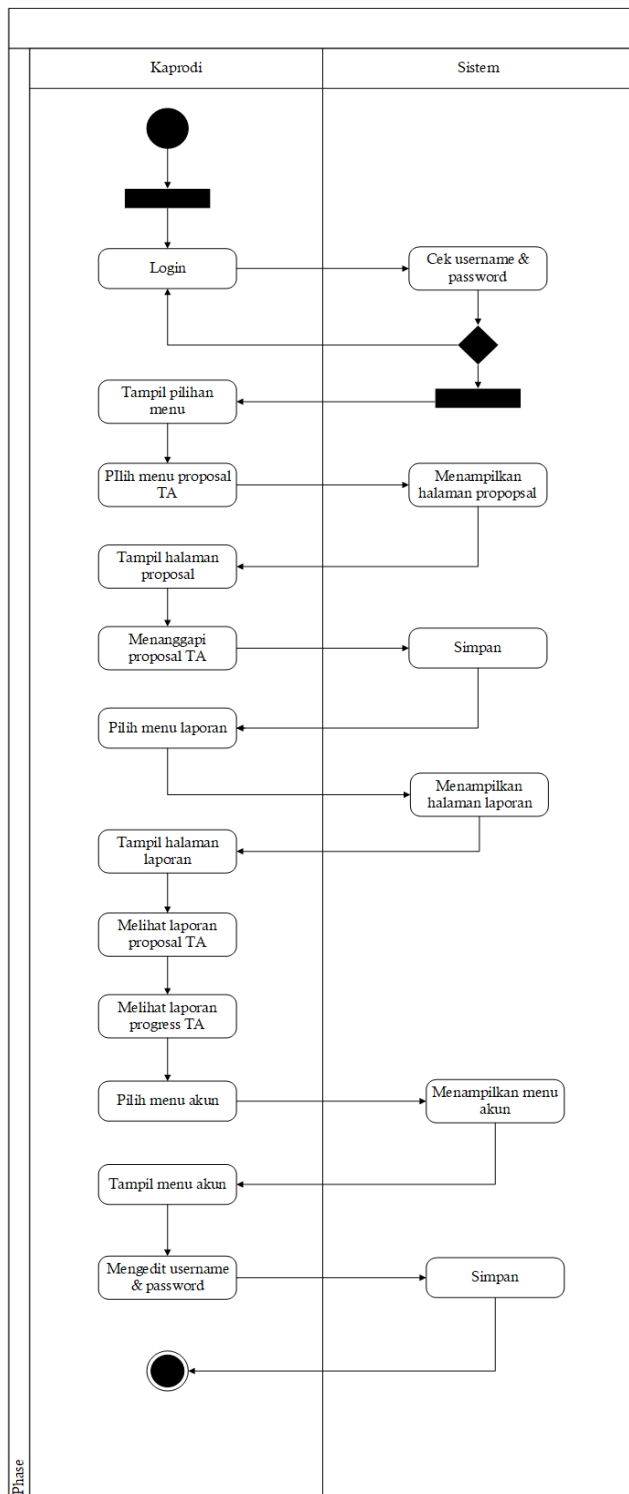 Kaprodi
Sistem
Login
Cek username &
password
Tampil pilihan
menu
PIlih menu proposal
TA
Menampilkan
halaman propopsal
Tampil halaman
proposal
Menanggapi
proposal TA
Simpan
Pilih menu laporan
Menampilkan
halaman laporan
Tampil halaman
laporan
Melihat laporan
proposal TA
Melihat laporan
progress TA
Pilih menu akun
Menampilkan menu
akun
Tampil menu akun
Mengedit username
& password
Simpan
Phase